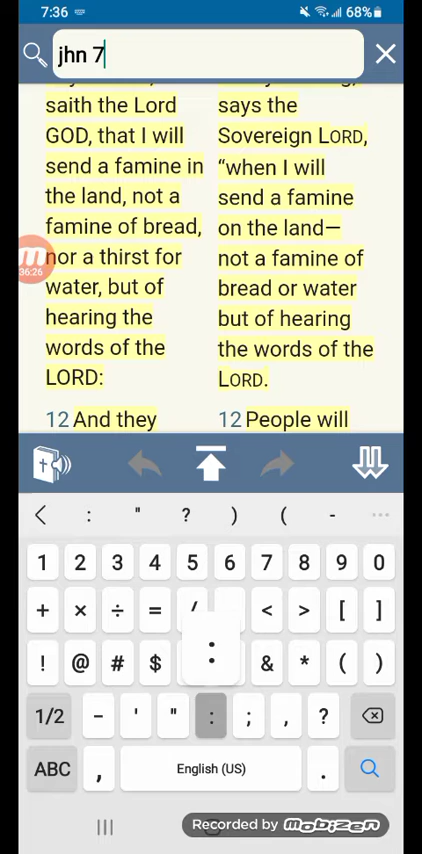 7:36 68%
jhn 7
saith the Lord
GOD, that I will
send a famine in
the land, not a
famine of bread,
nor a thirst for
water, but of
hearing the
words of the
LORD:
12 And they
says the
Sovereign LORD,
“when I will
send a famine
on the land—
not a famine of
bread or water
but of hearing
the words of the
LORD.
12 People will
36:26
: " ? ) ( - ...
1 2 3 4 5 6 7 8 9 0
+ × ÷ = / < > [ ]
:
! @ # $ & * ( )
1/2 - ' " : ; , ?
ABC , English (US) .
Recorded by MOBIZEN